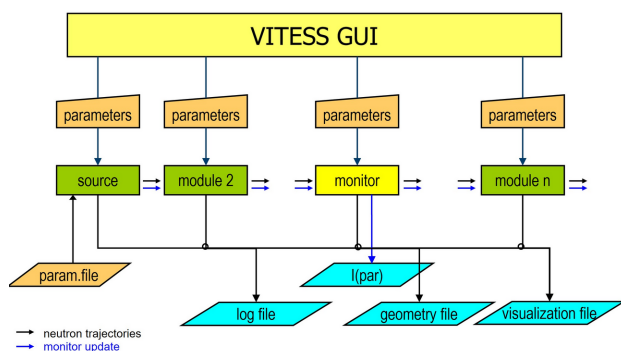 VITESS GUI
parameters
parameters
parameters
parameters
source
module 2
monitor
module n
param.file
I(par)
log file
geometry file
visualization file
neutron trajectories
monitor update